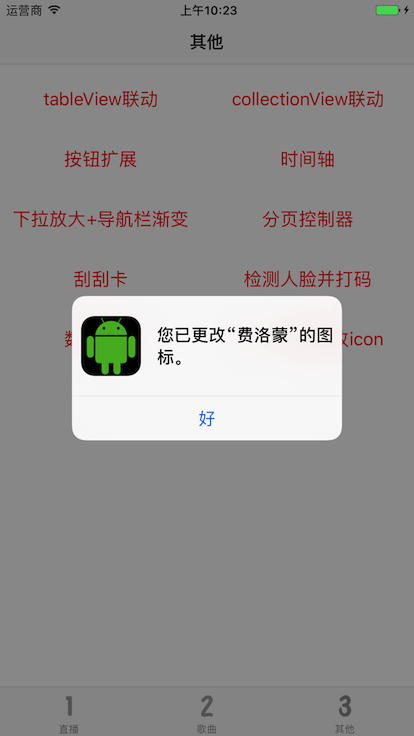 运营商 上午10:23
其他
tableView联动 collectionView联动
按钮扩展 时间轴
下拉放大+导航栏渐变 分页控制器
刮刮卡 检测人脸并打码
icon
您已更改“费洛蒙”的图
标。
好
1 2 3
直播 歌曲 其他